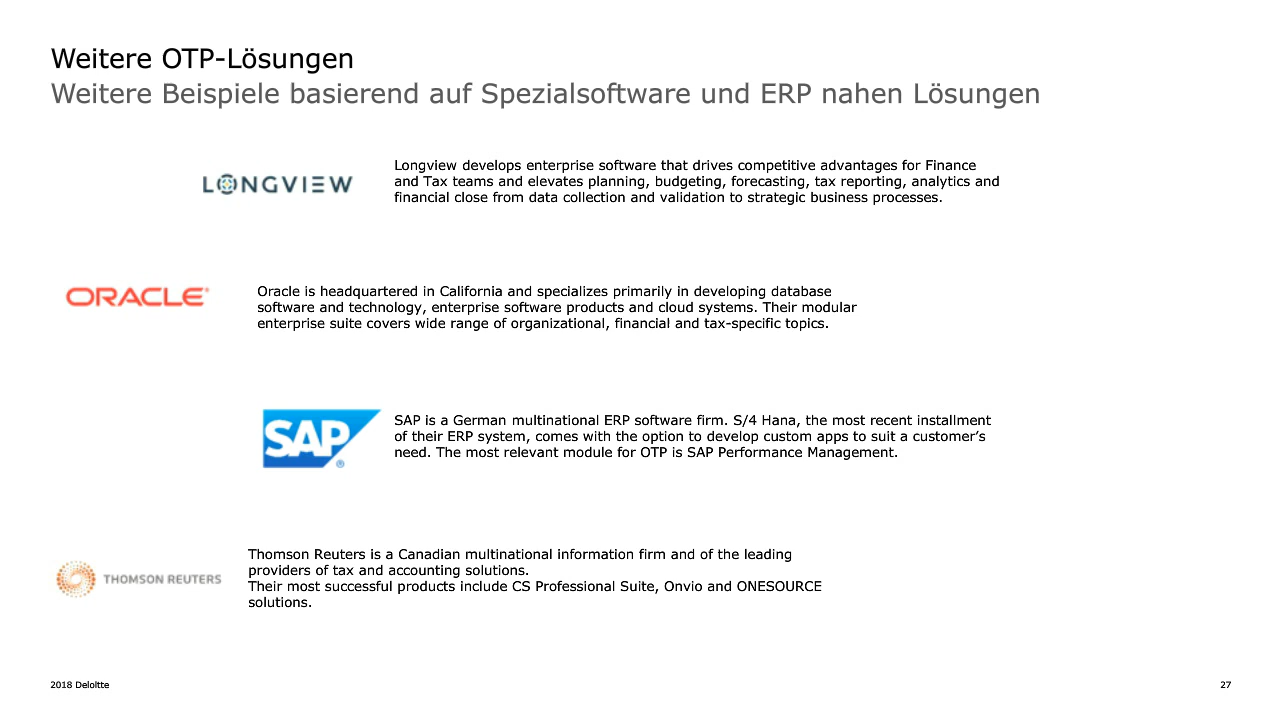 Weitere OTP-Lösungen
Weitere Beispiele basierend auf Spezialsoftware und ERP nahen Lösungen
LONGVIEW
Longview develops enterprise software that drives competitive advantages for Finance
and Tax teams and elevates planning, budgeting, forecasting, tax reporting, analytics and
financial close from data collection and validation to strategic business processes.
ORACLE®
Oracle is headquartered in California and specializes primarily in developing database
software and technology, enterprise software products and cloud systems. Their modular
enterprise suite covers wide range of organizational, financial and tax-specific topics.
SAP®
SAP is a German multinational ERP software firm. S/4 Hana, the most recent installment
of their ERP system, comes with the option to develop custom apps to suit a customer’s
need. The most relevant module for OTP is SAP Performance Management.
THOMSON REUTERS
Thomson Reuters is a Canadian multinational information firm and of the leading
providers of tax and accounting solutions.
Their most successful products include CS Professional Suite, Onvio and ONESOURCE
solutions.
2018 Deloitte
27